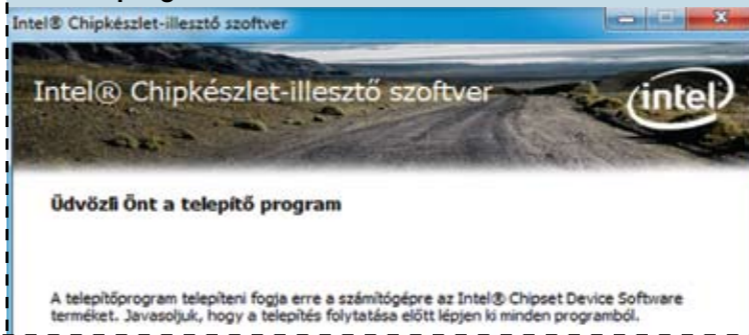 Intel® Chipkészlet-illesztő szoftver
Intel® Chipkészlet-illesztő szoftver
intel
Üdvözli Önt a telepítő program
A telepítőprogram telepíteni fogja erre a számítógépre az Intel® Chipset Device Software
terméket. Javasoljuk, hogy a telepítés folytatása előtt lépjen ki minden programból.